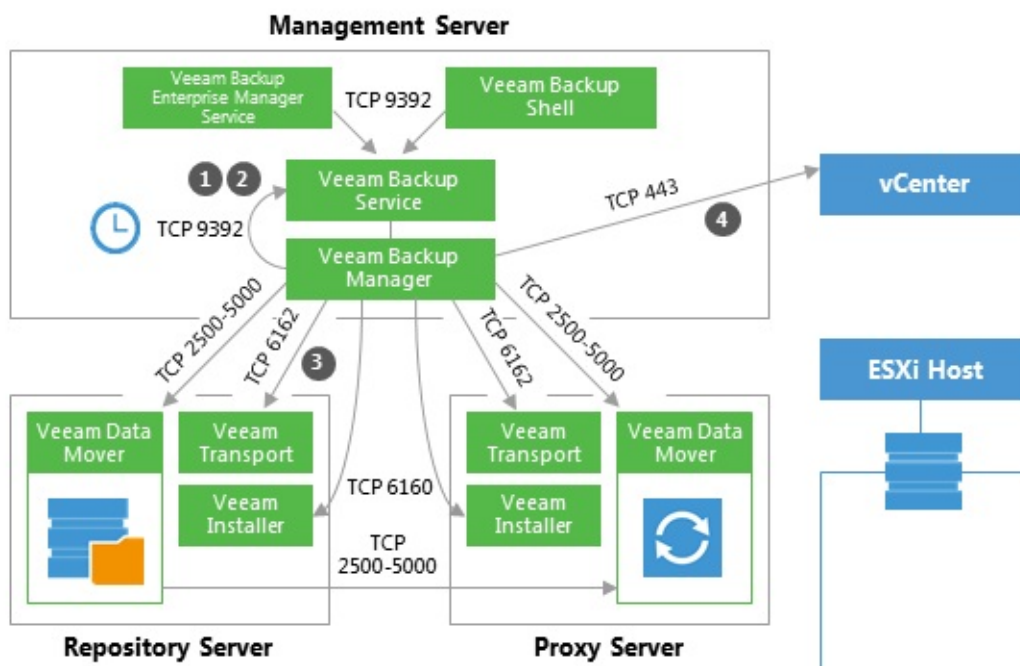 Management Server
Veeam Backup
Enterprise Manager
Service
TCP 9392
Veeam Backup
Shell
1 2
Veeam Backup
Service
TCP 9392
Veeam Backup
Manager
TCP 443
4
vCenter
TCP 2500-5000
TCP 6162
3
TCP 6162
TCP 2500-5000
ESXi Host
Veeam Data
Mover
Veeam
Transport
Veeam
Installer
TCP 6160
TCP
2500-5000
Veeam
Transport
Veeam
Installer
Veeam Data
Mover
Repository Server
Proxy Server